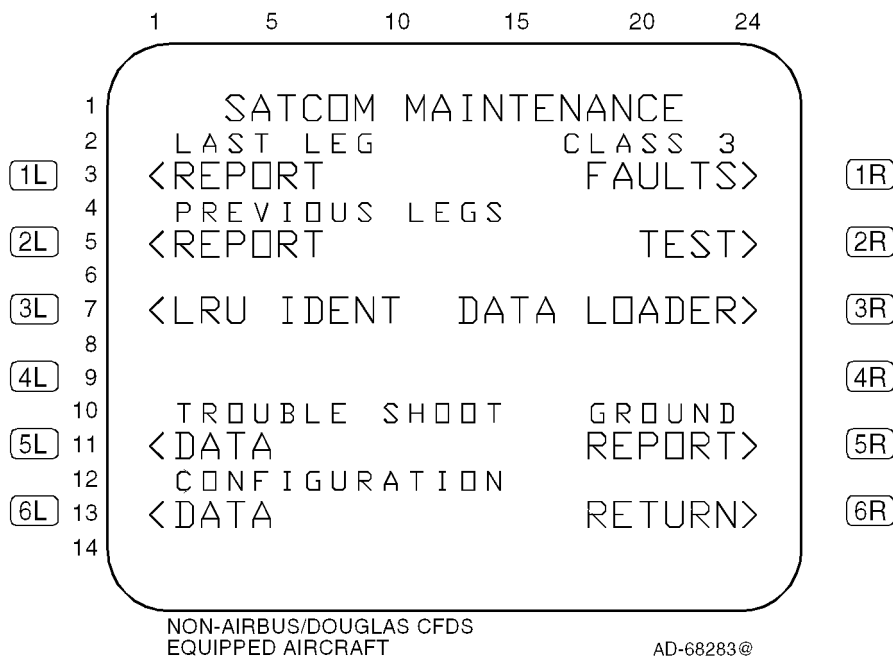 1 5 10 15 20 24
1 SATCOM MAINTENANCE
2 LAST LEG CLASS 3
1L 3 <REPORT FAULTS> 1R
4 PREVIOUS LEGS
2L 5 <REPORT TEST> 2R
6
3L 7 <LRU IDENT DATA LOADER> 3R
8
4L 9 4R
10 TROUBLE SHOOT GROUND
5L 11 <DATA REPORT> 5R
12 CONFIGURATION
6L 13 <DATA RETURN> 6R
14
NON-AIRBUS/DOUGLAS CFDS
EQUIPPED AIRCRAFT AD-68283@